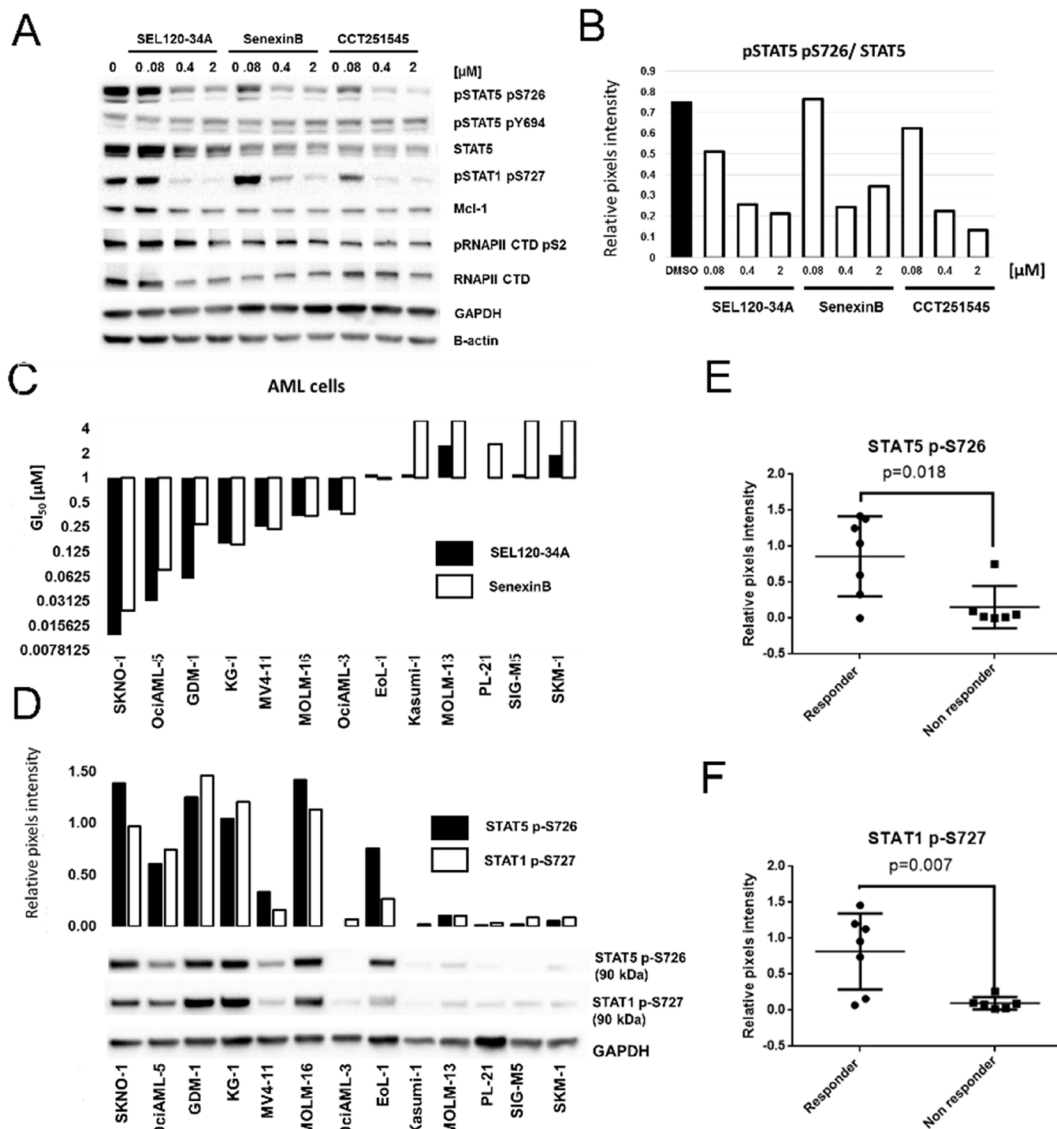 A
SEL120-34A SenexinB CCT251545
0 .08 0.4 2 0 .08 0.4 2 0 .08 0.4 2 [μM]
pSTAT5 pS726
pSTAT5 pY694
STAT5
pSTAT1 pS727
Mcl-1
pRNAPII CTD pS2
RNAPII CTD
GAPDH
B-actin
B
pSTAT5 pS726/ STAT5
Relative pixels intensity
0.9
0.8
0.7
0.6
0.5
0.4
0.3
0.2
0.1
0
DMSO 0.08 0.4 2 0.08 0.4 2 0.08 0.4 2 [μM]
SEL120-34A SenexinB CCT251545
C
AML cells
GI50 [μM]
4
2
1
0.5
0.25
0.125
0.0625
0.03125
0.015625
0.0078125
SEL120-34A
SenexinB
SKNO-1 OciAML-5 GDM-1 KG-1 MV4-11 MOLM-16 OciAML-3 EoL-1 Kasumi-1 MOLM-13 PL-21 SIG-M5 SKM-1
D
Relative pixels intensity
1.50
1.00
0.50
0.00
STAT5 p-S726
STAT1 p-S727
STAT5 p-S726
(90 kDa)
STAT1 p-S727
(90 kDa)
GAPDH
SKNO-1 OciAML-5 GDM-1 KG-1 MV4-11 MOLM-16 OciAML-3 EoL-1 Kasumi-1 MOLM-13 PL-21 SIG-M5 SKM-1
E
STAT5 p-S726
p=0.018
Relative pixels intensity
2.0
1.5
1.0
0.5
0.0
-0.5
Responder Non responder
F
STAT1 p-S727
p=0.007
Relative pixels intensity
2.0
1.5
1.0
0.5
0.0
-0.5
Responder Non responder